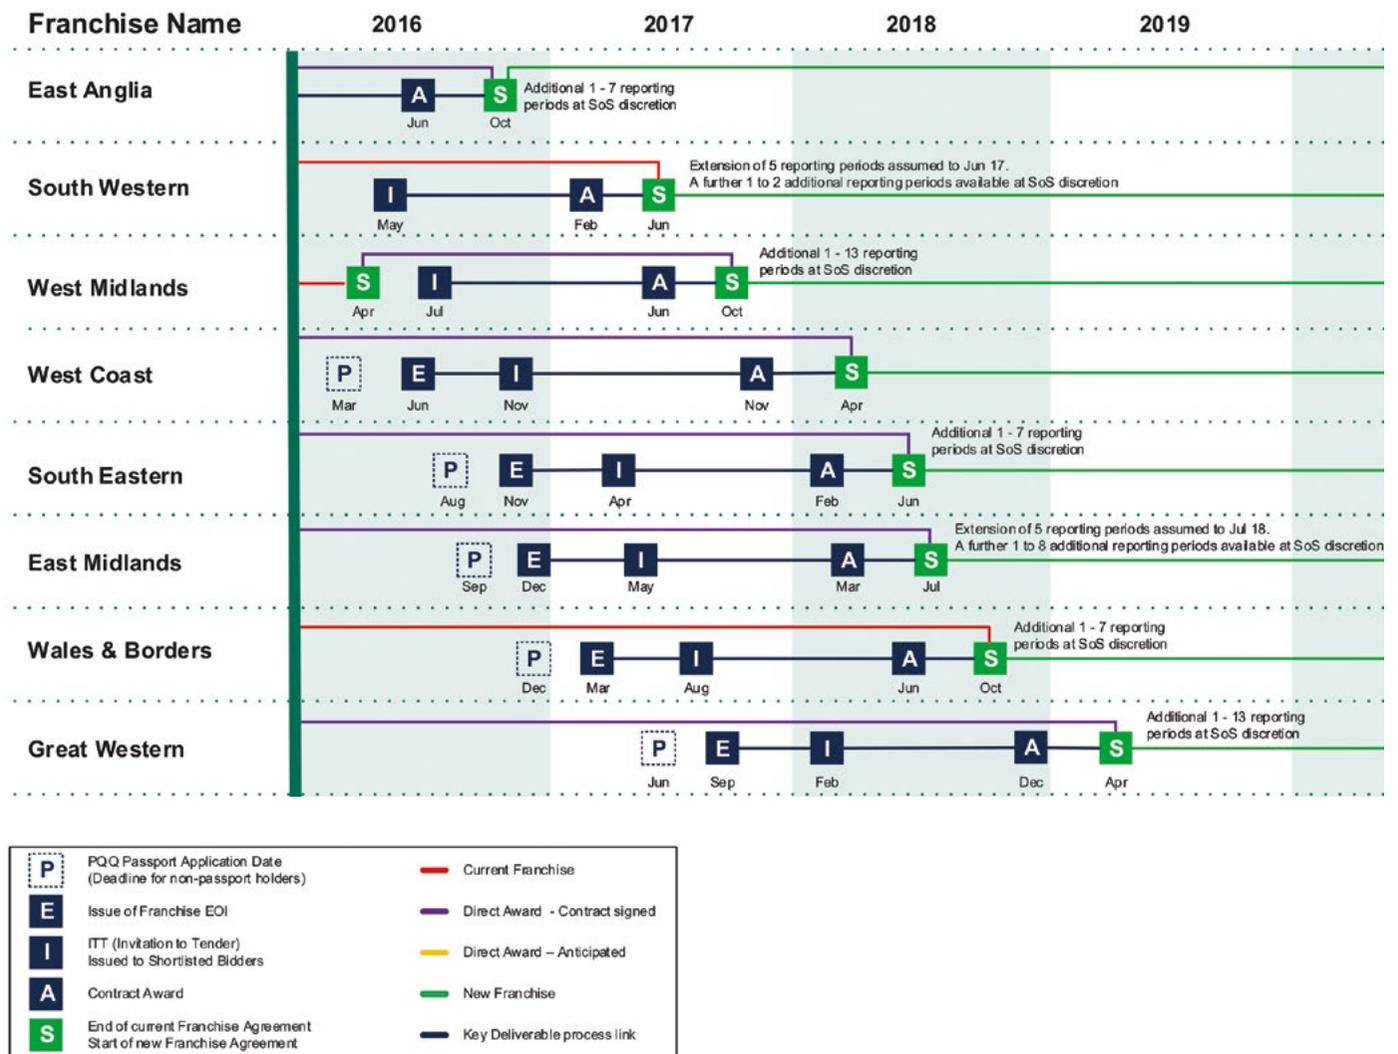 Franchise Name 2016 2017 2018 2019 2
East Anglia
A S
Jun Oct
Additional 1 - 7 reporting
periods at SoS discretion
South Western
I A S
May Feb Jun
Extension of 5 reporting periods assumed to Jun 17.
A further 1 to 2 additional reporting periods available at SoS discretion
West Midlands
S I A S
Apr Jul Jun Oct
Additional 1 - 13 reporting
periods at SoS discretion
West Coast
P E I A S
Mar Jun Nov Nov Apr
South Eastern
P E I A S
Aug Nov Apr Feb Jun
Additional 1 - 7 reporting
periods at SoS discretion
East Midlands
P E I A S
Sep Dec May Mar Jul
Extension of 5 reporting periods assumed to Jul 18.
A further 1 to 8 additional reporting periods available at SoS discretion
Wales & Borders
P E I A S
Dec Mar Aug Jun Oct
Additional 1 - 7 reporting
periods at SoS discretion
Great Western
P E I A S
Jun Sep Feb Dec Apr
Additional 1 - 13 reporting
periods at SoS discretion
P PQQ Passport Application Date
(Deadline for non-passport holders)
E Issue of Franchise EOI
I ITT (Invitation to Tender)
Issued to Shortlisted Bidders
A Contract Award
S End of current Franchise Agreement
Start of new Franchise Agreement
Current Franchise
Direct Award - Contract signed
Direct Award – Anticipated
New Franchise
Key Deliverable process link